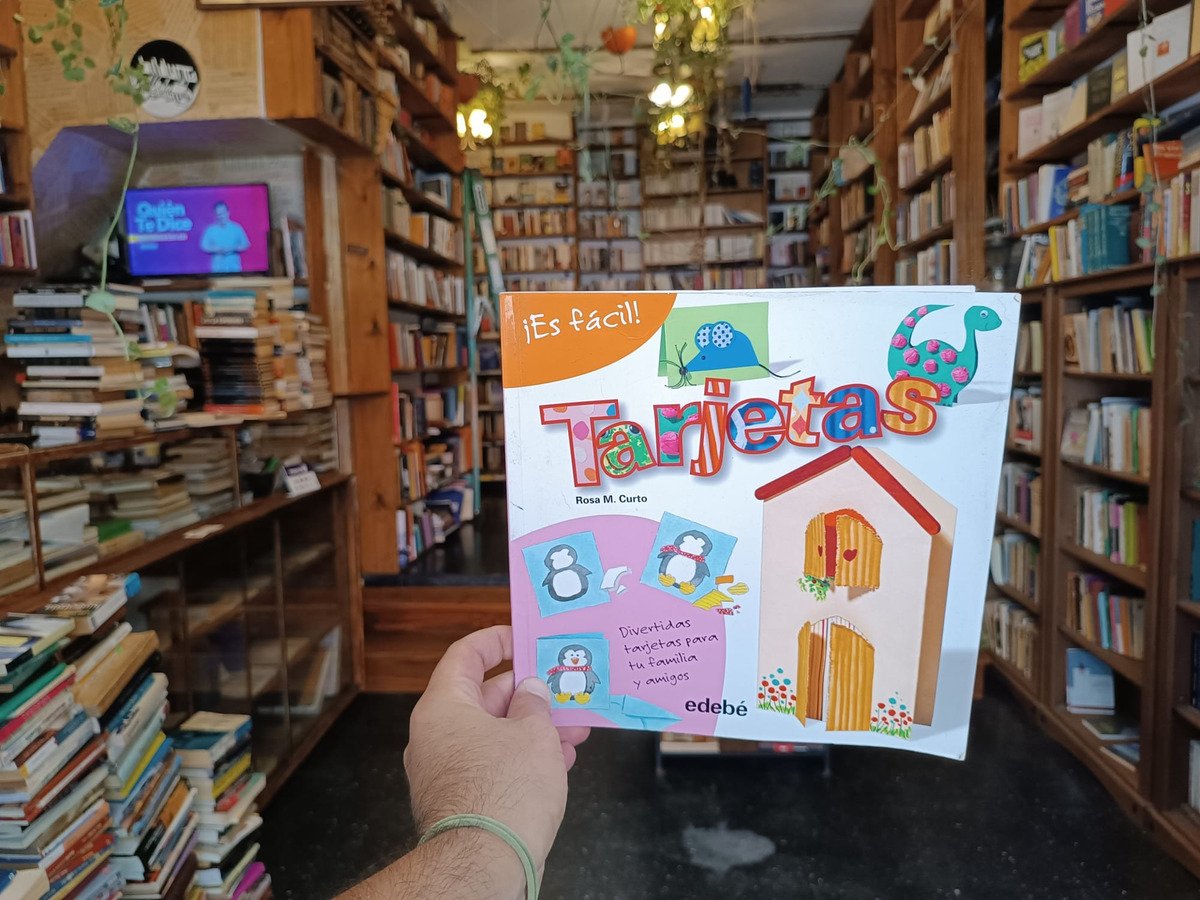 Quién
Te Dice
¡Es fácil!
Tarjetas
Rosa M. Curto
Divertidas
tarjetas para
tu familia
y amigos
edebé